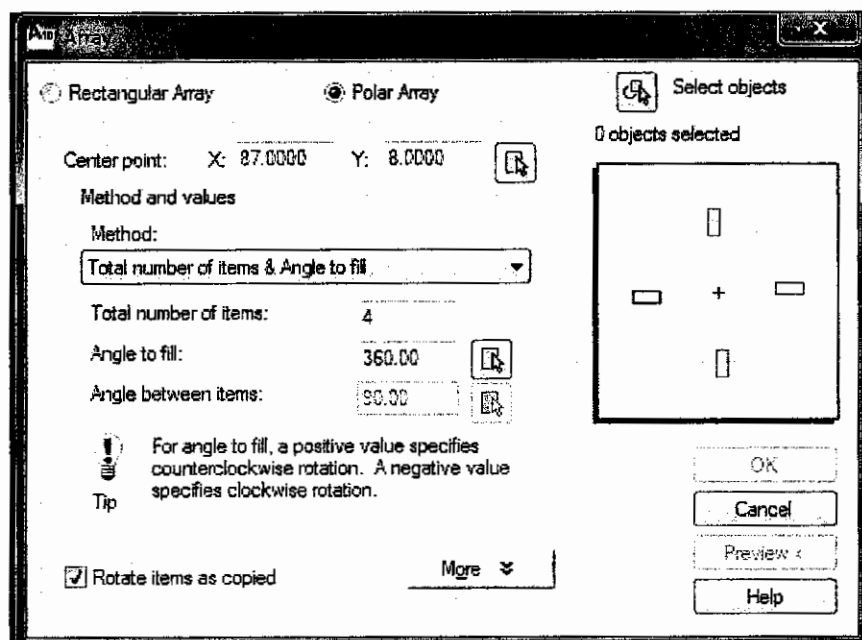 Array
Rectangular Array
Polar Array
Select objects
0 objects selected
Center point: X: 87.0000 Y: 8.0000
Method and values
Method:
Total number of items & Angle to fill
Total number of items: 4
Angle to fill: 360.00
Angle between items: 90.00
For angle to fill, a positive value specifies
counterclockwise rotation. A negative value
specifies clockwise rotation.
Tip
OK
Cancel
Preview <
Help
Rotate items as copied
More